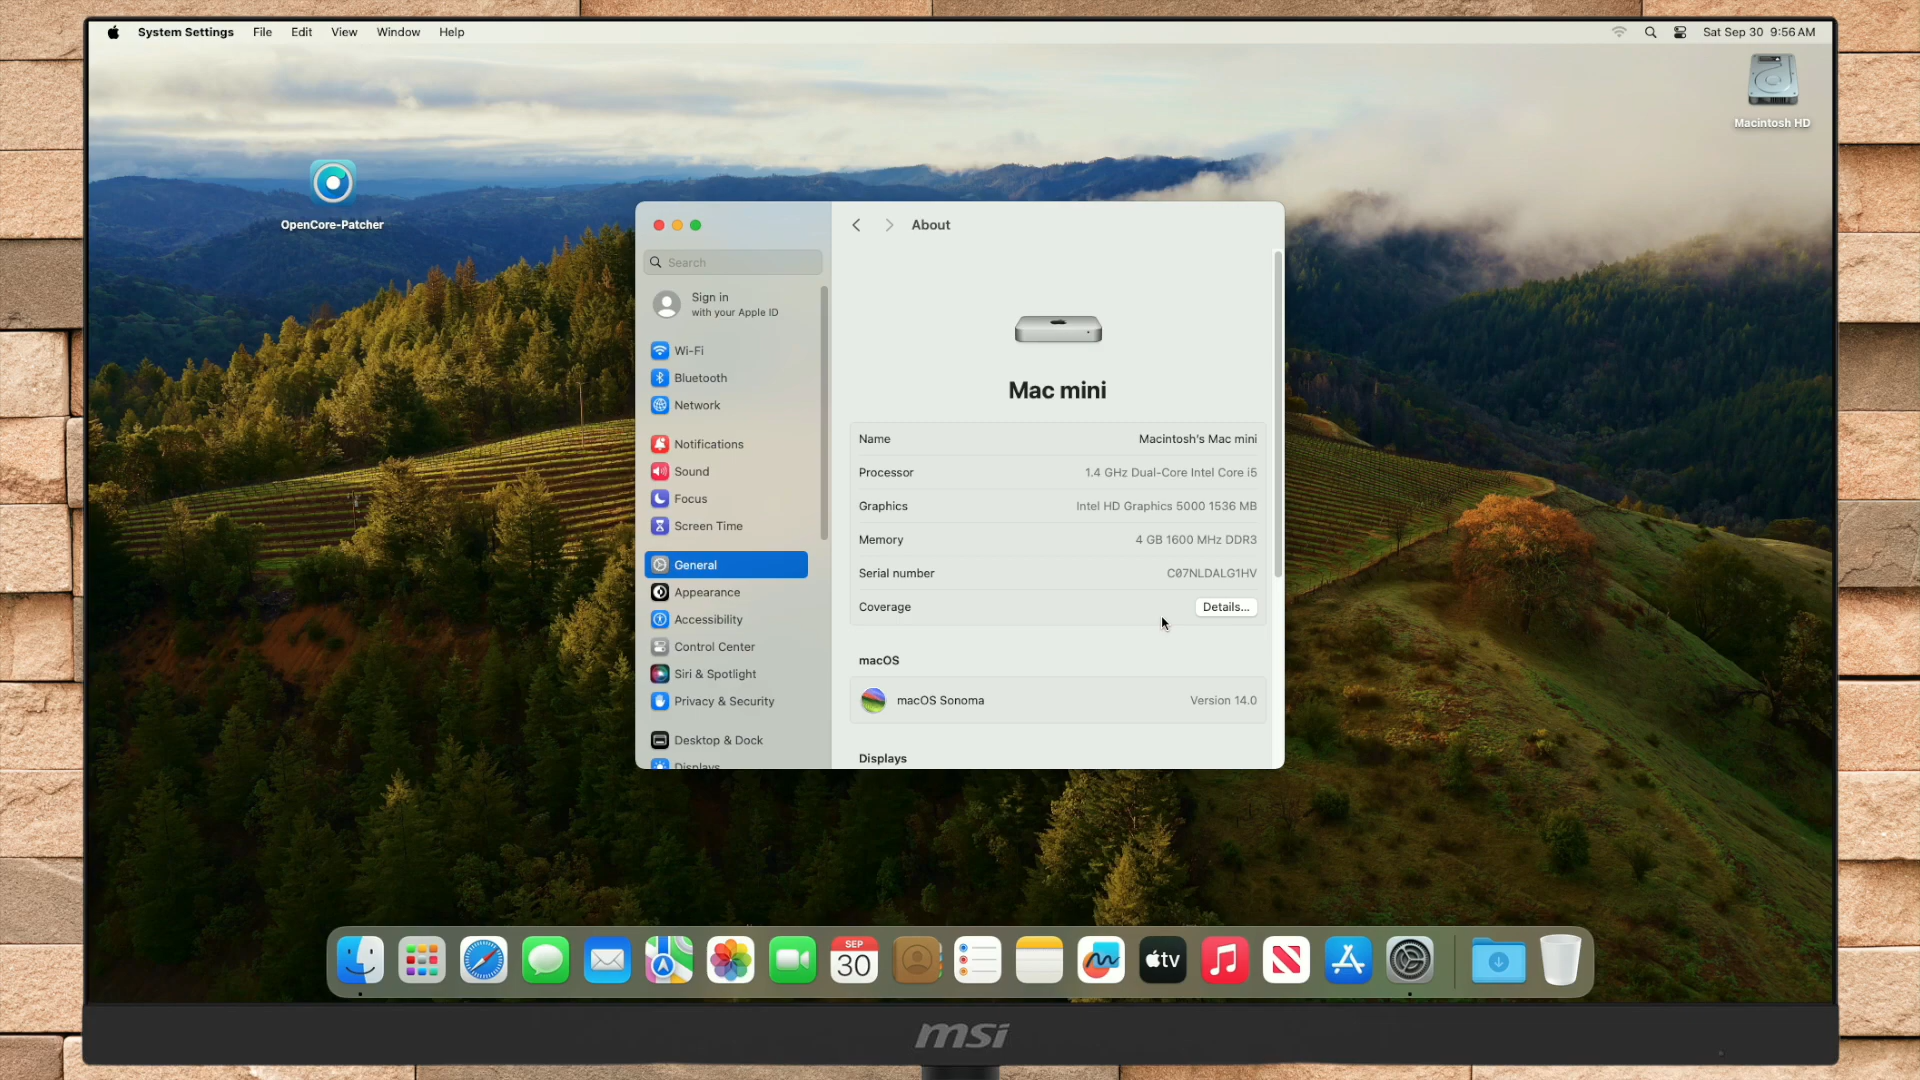 System Settings File Edit View Window Help
Sat Sep 30 9:56 AM
Macintosh HD
OpenCore-Patcher
Search
Sign in
with your Apple ID
Wi-Fi
Bluetooth
Network
Notifications
Sound
Focus
Screen Time
General
Appearance
Accessibility
Control Center
Siri & Spotlight
Privacy & Security
Desktop & Dock
Displays
About
Mac mini
Name Macintosh's Mac mini
Processor 1.4 GHz Dual-Core Intel Core i5
Graphics Intel HD Graphics 5000 1536 MB
Memory 4 GB 1600 MHz DDR3
Serial number C07NLDALG1HV
Coverage Details...
macOS
macOS Sonoma Version 14.0
Displays
SEP
30
tv
msi